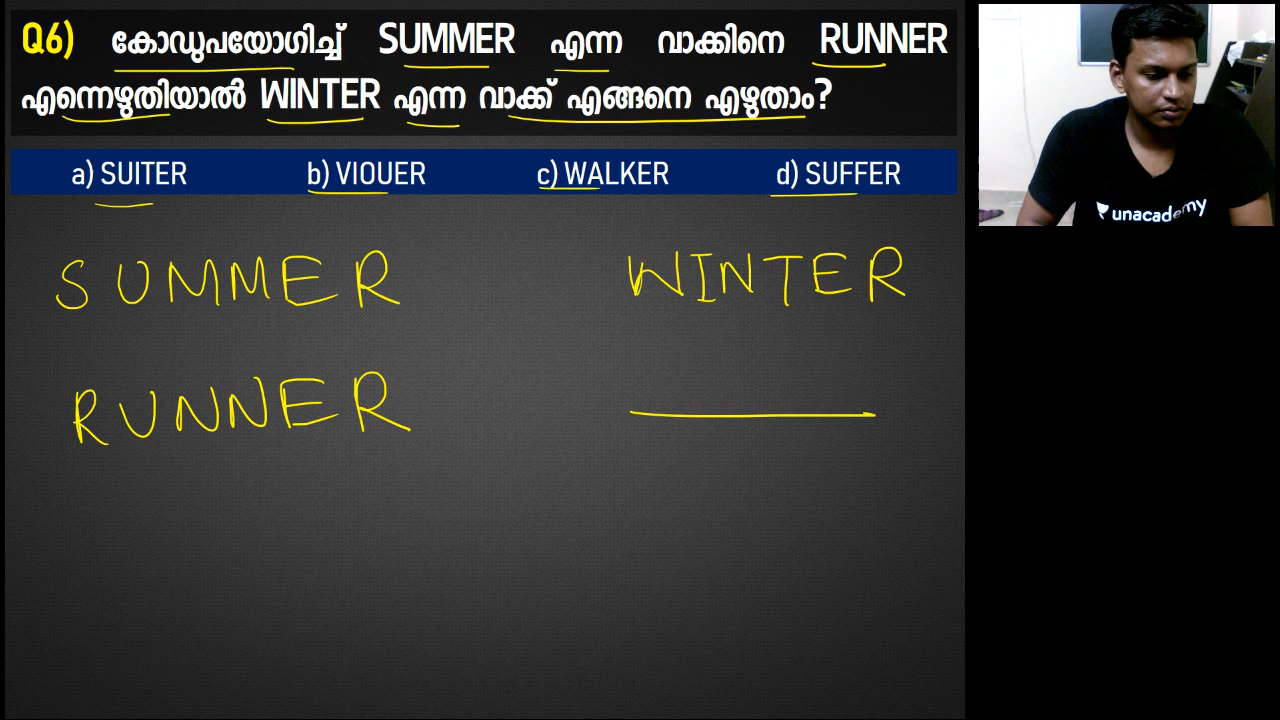 Q6) കോഡുപയോഗിച്ച് SUMMER എന്ന വാക്കിനെ RUNNER
എന്നെഴുതിയാൽ WINTER എന്ന വാക്ക് എങ്ങനെ എഴുതാം?
a) SUITER b) VIOUER c) WALKER d) SUFFER
SUMMER WINTER
RUNNER
unacademy